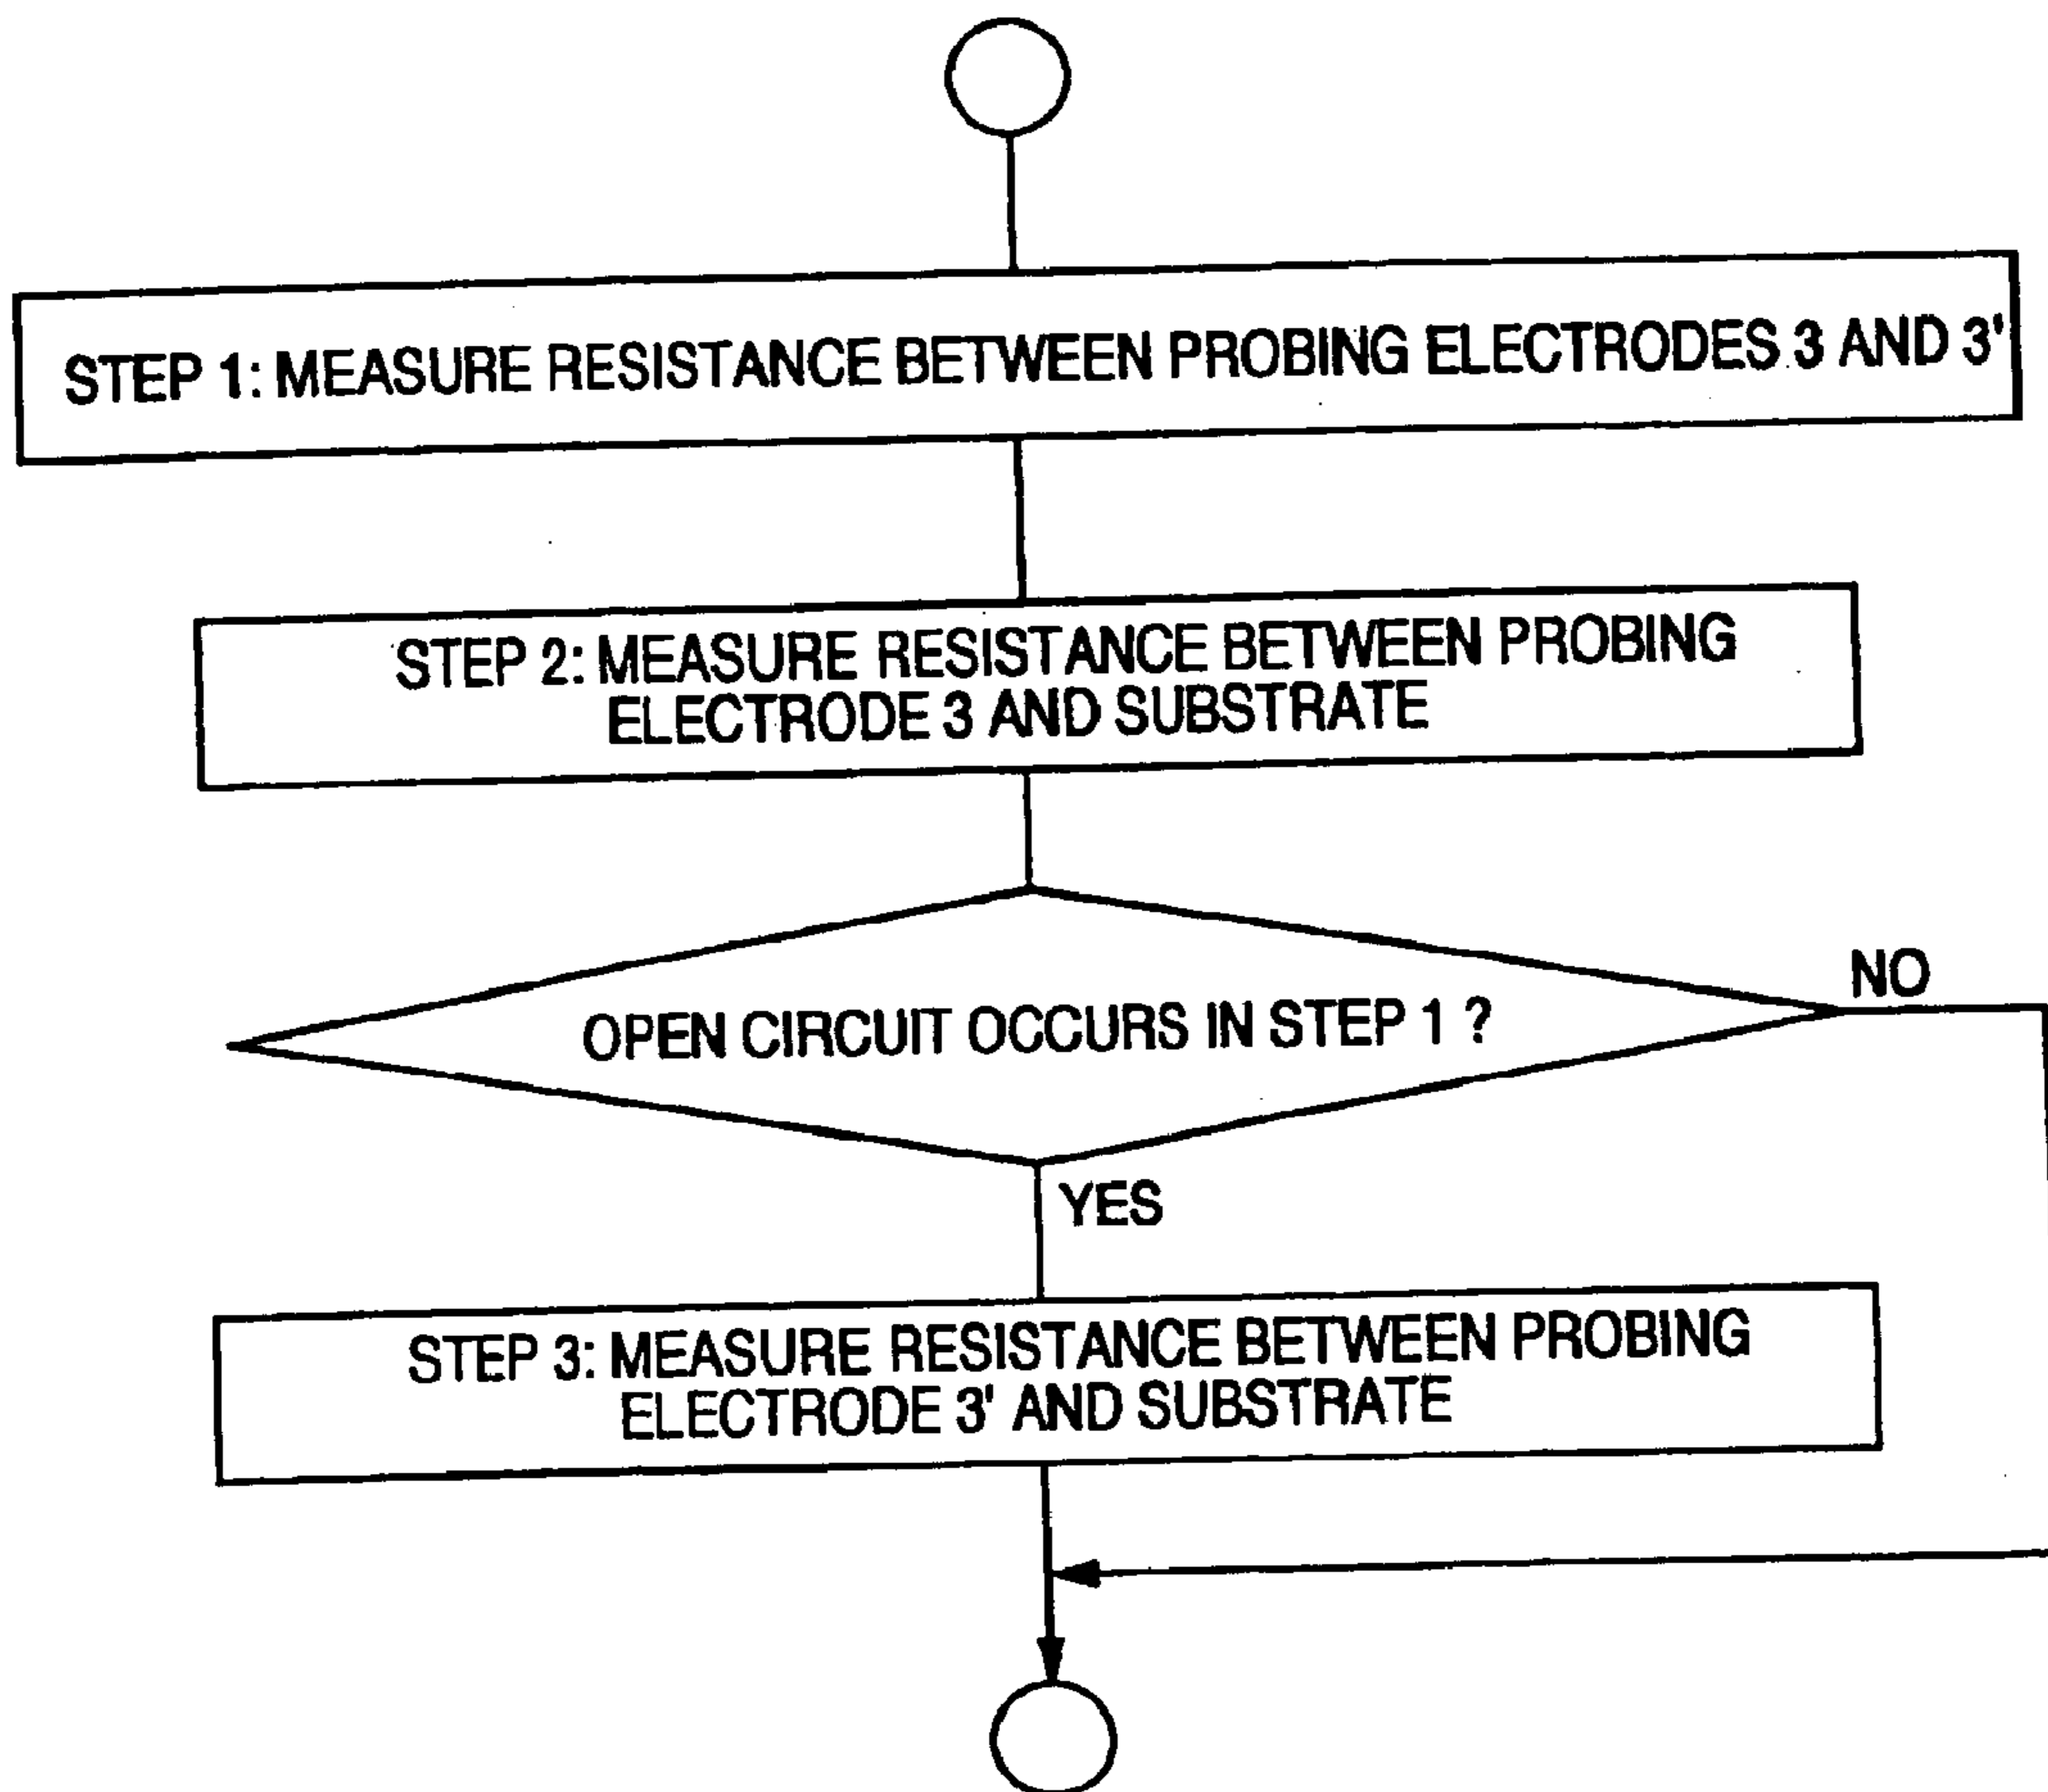 STEP 1: MEASURE RESISTANCE BETWEEN PROBING ELECTRODES 3 AND 3'
STEP 2: MEASURE RESISTANCE BETWEEN PROBING
ELECTRODE 3 AND SUBSTRATE
OPEN CIRCUIT OCCURS IN STEP 1 ?
NO
YES
STEP 3: MEASURE RESISTANCE BETWEEN PROBING
ELECTRODE 3' AND SUBSTRATE